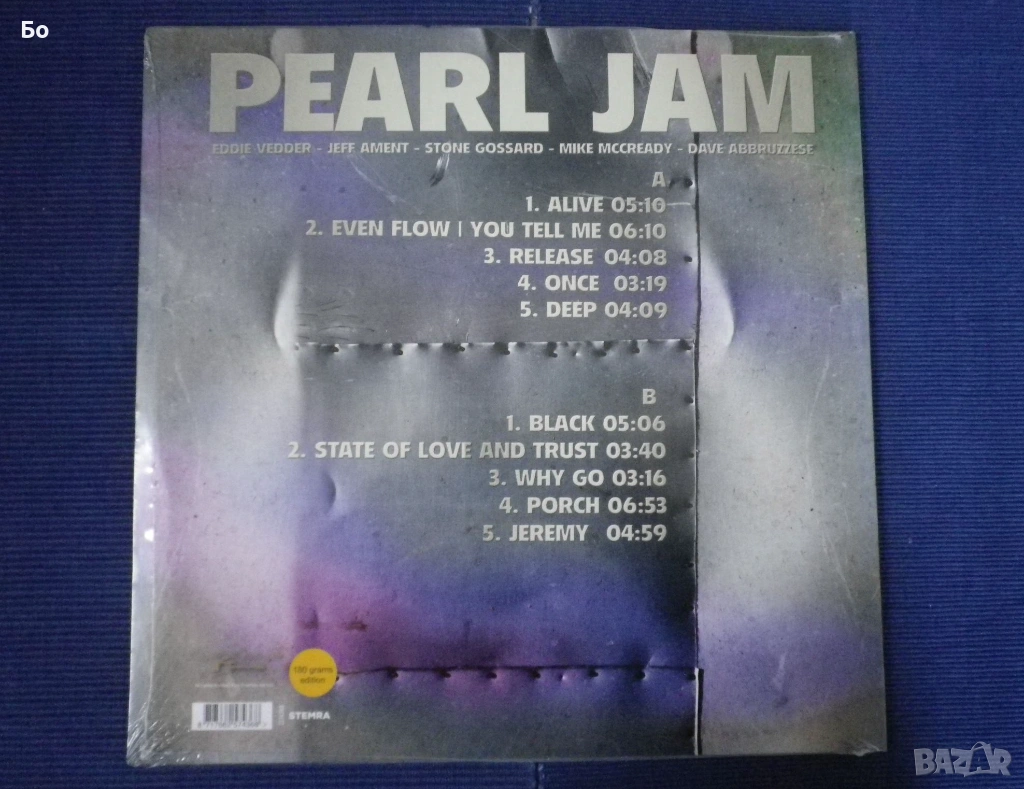 Бо
PEARL JAM
EDDIE VEDDER - JEFF AMENT - STONE GOSSARD - MIKE MCCREADY - DAVE ABBRUZZESE
A
1. ALIVE 05:10
2. EVEN FLOW | YOU TELL ME 06:10
3. RELEASE 04:08
4. ONCE 03:19
5. DEEP 04:09
B
1. BLACK 05:06
2. STATE OF LOVE AND TRUST 03:40
3. WHY GO 03:16
4. PORCH 06:53
5. JEREMY 04:59
180 grams
edition
STEMRA
BAZAR